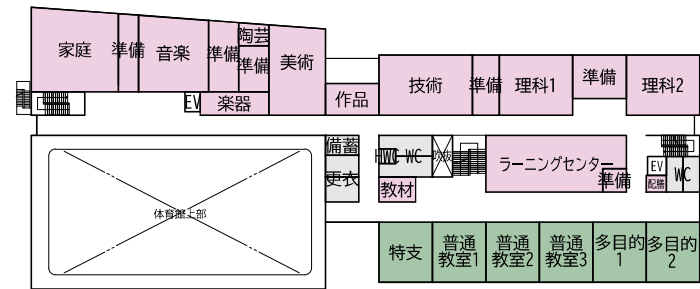 家庭
準備
音楽
準備
陶芸
準備
美術
EV
楽器
作品
技術
準備
理科1
準備
理科2
備蓄
更衣
HWC
WC
吹抜
教材
ラーニングセンター
準備
EV
配膳
WC
体育館上部
特支
普通
教室1
普通
教室2
普通
教室3
多目的
1
多目的
2